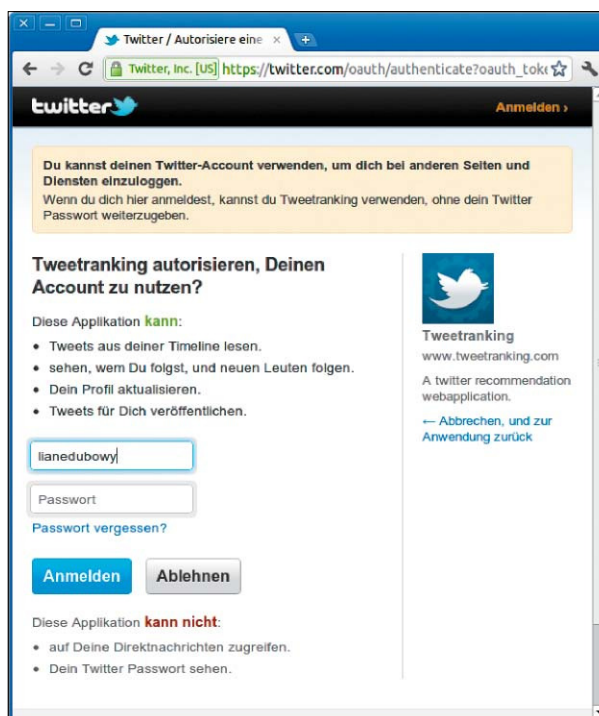 Twitter / Autorisiere eine
Twitter, Inc. [US] https://twitter.com/oauth/authenticate?oauth_toke
twitter
Anmelden ›
Du kannst deinen Twitter-Account verwenden, um dich bei anderen Seiten und
Diensten einzuloggen.
Wenn du dich hier anmeldest, kannst du Tweetranking verwenden, ohne dein Twitter
Passwort weiterzugeben.
Tweetranking autorisieren, Deinen
Account zu nutzen?
Diese Applikation kann:
• Tweets aus deiner Timeline lesen.
• sehen, wem Du folgst, und neuen Leuten folgen.
• Dein Profil aktualisieren.
• Tweets für Dich veröffentlichen.
lianedubowy
Passwort
Passwort vergessen?
Anmelden
Ablehnen
Diese Applikation kann nicht:
• auf Deine Direktnachrichten zugreifen.
• Dein Twitter Passwort sehen.
Tweetranking
www.tweetranking.com
A twitter recommendation
webapplication.
← Abbrechen, und zur
Anwendung zurück